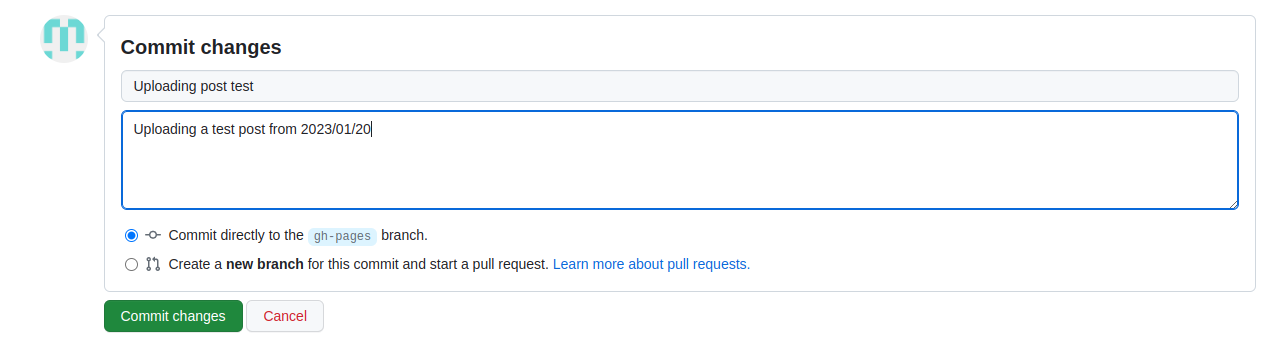 Commit changes
Uploading post test
Uploading a test post from 2023/01/20
Commit directly to the gh-pages branch.
Create a new branch for this commit and start a pull request. Learn more about pull requests.
Commit changes Cancel